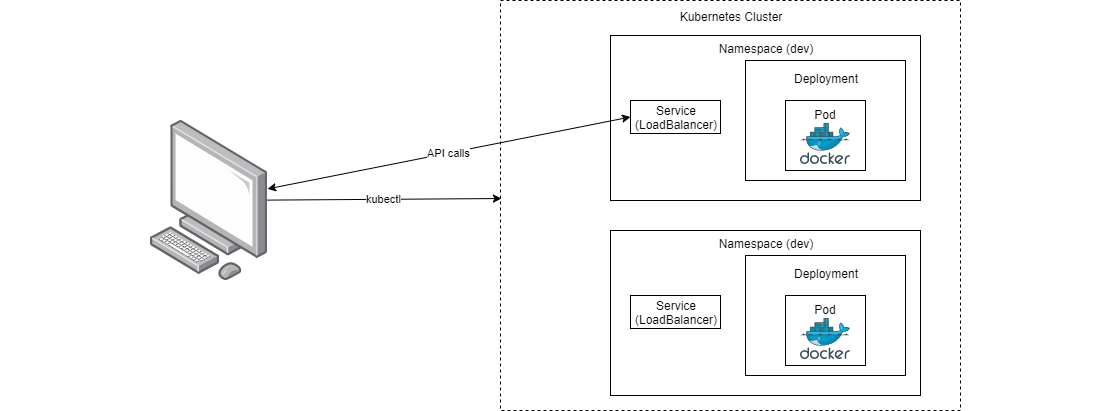 Kubernetes Cluster
Namespace (dev)
Deployment
Service
(LoadBalancer)
Pod
docker
API calls
kubectl
Namespace (dev)
Deployment
Service
(LoadBalancer)
Pod
docker